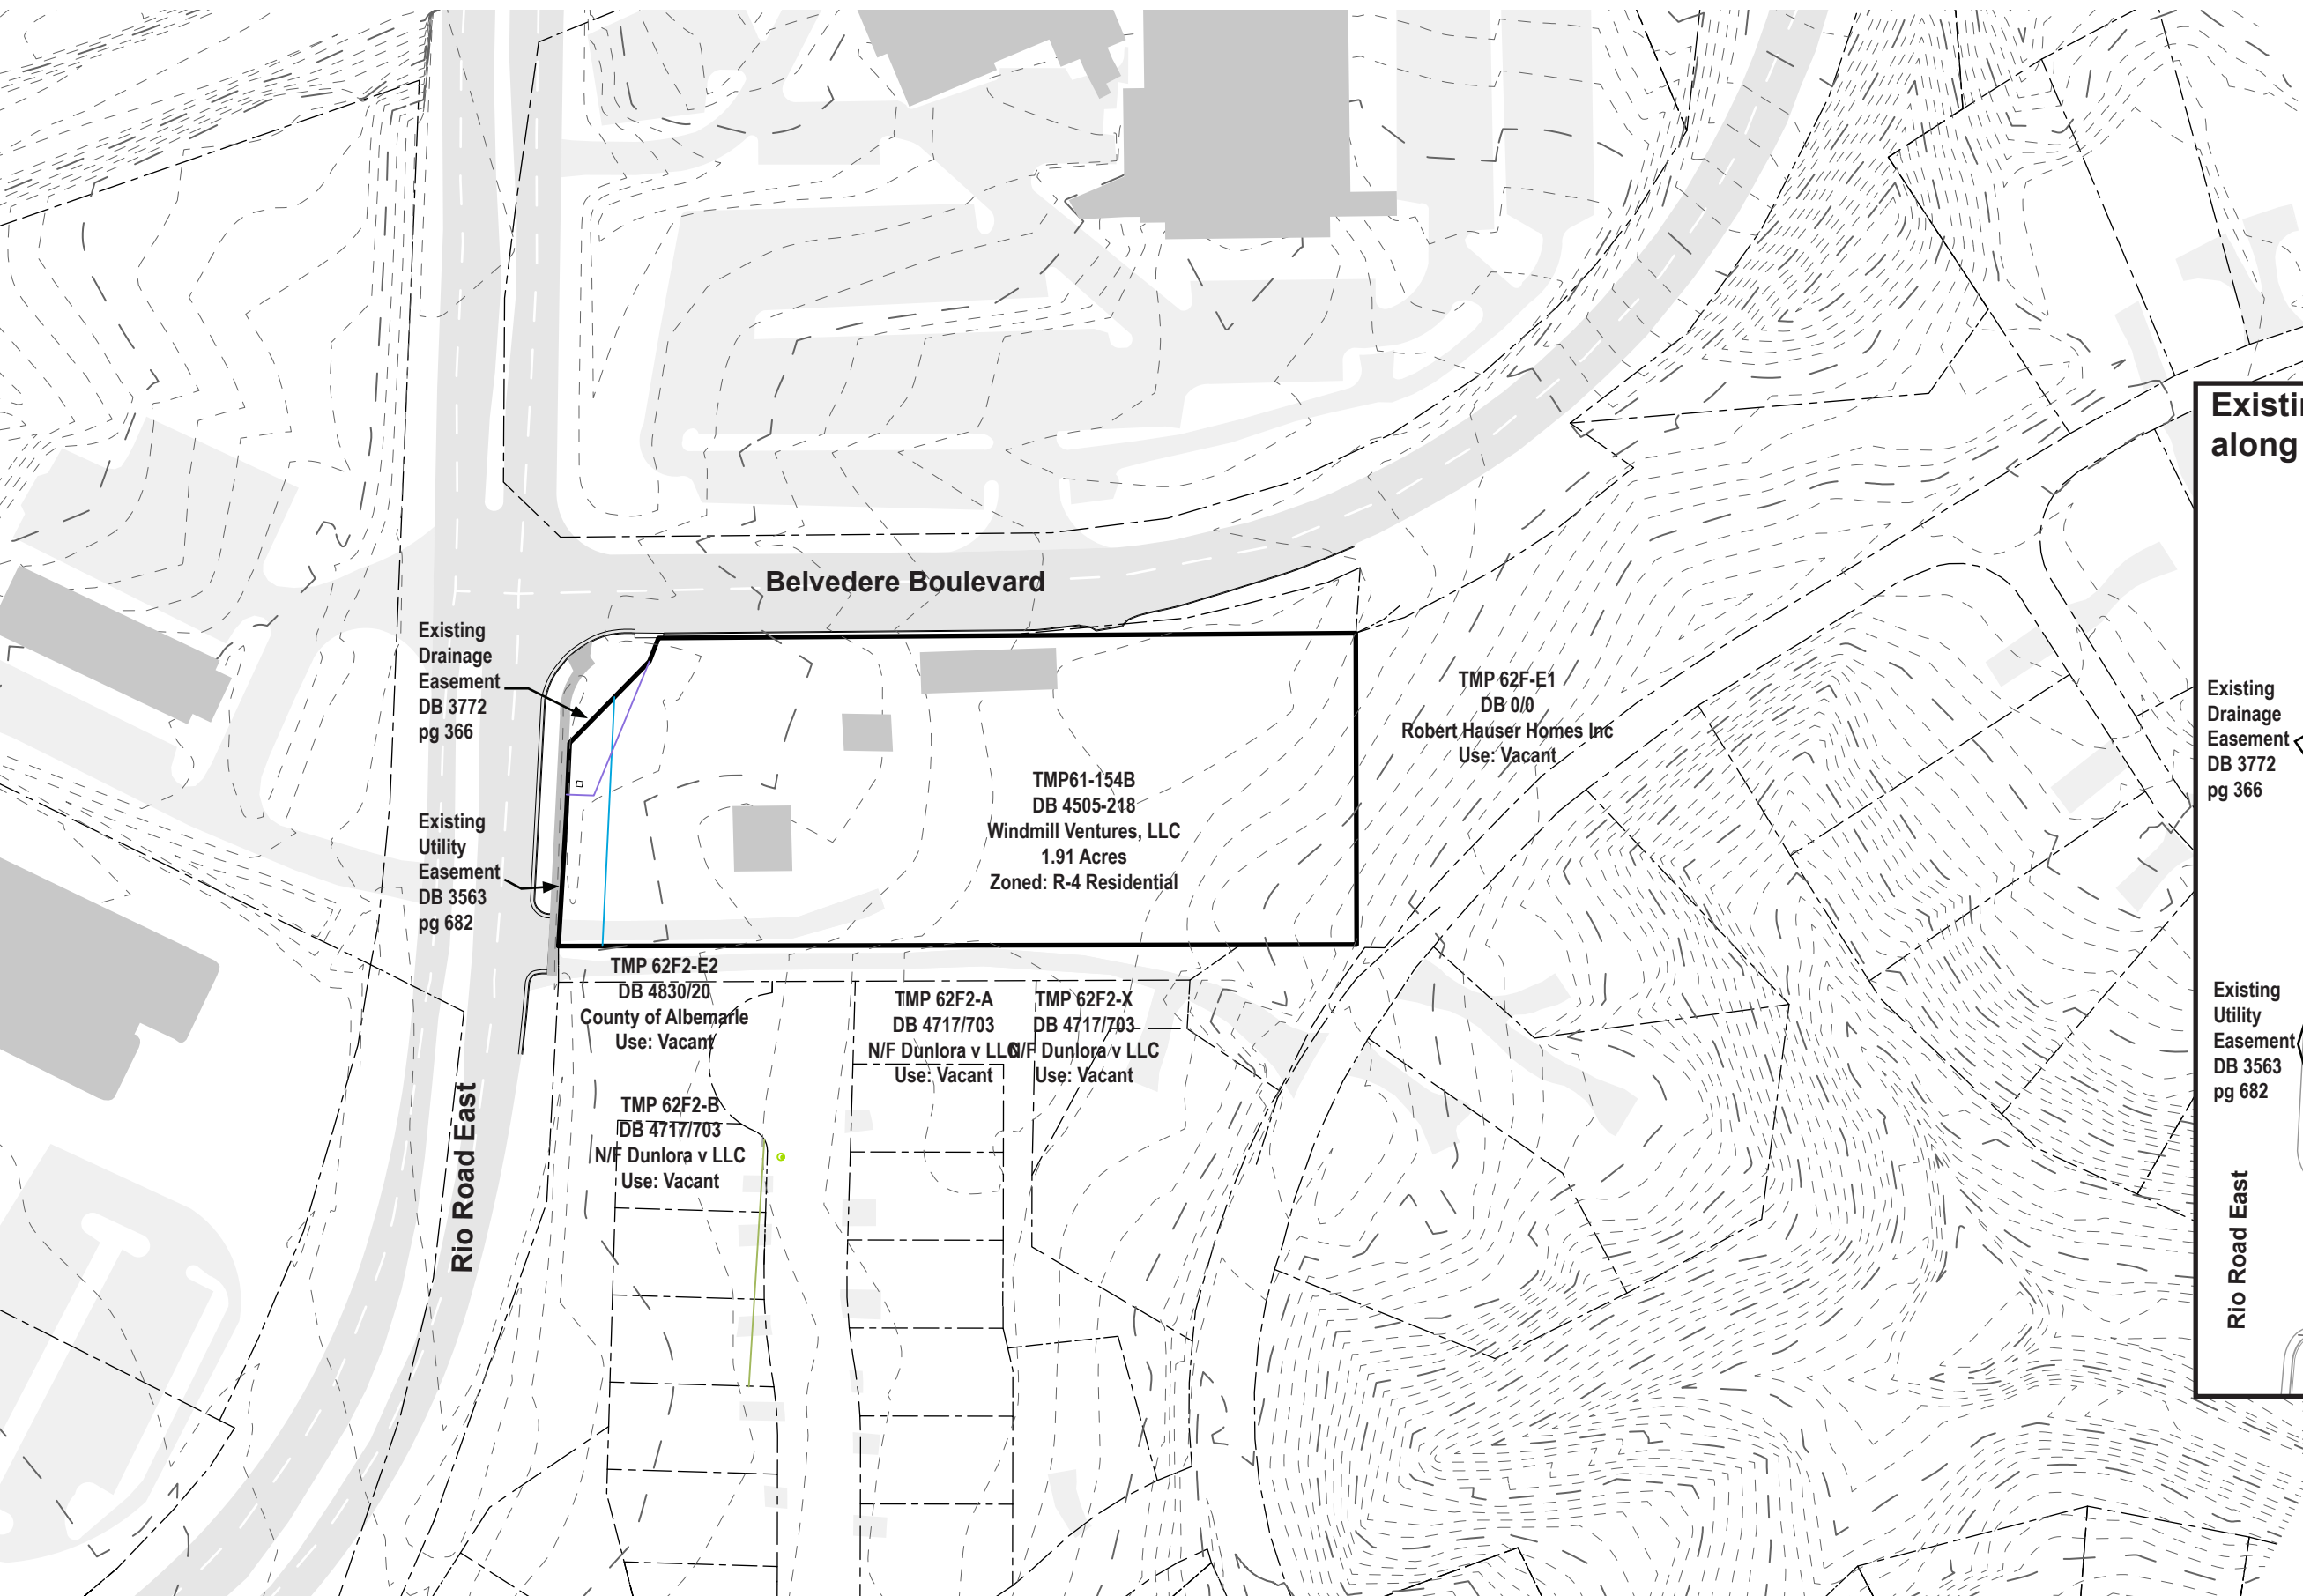 Belvedere Boulevard
Existing
Drainage
Easement
DB 3772
pg 366
Existing
Utility
Easement
DB 3563
pg 682
TMP61-154B
DB 4505-218
Windmill Ventures, LLC
1.91 Acres
Zoned: R-4 Residential
TMP 62F-E1
DB 0/0
Robert Hauser Homes Inc
Use: Vacant
TMP 62F2-E2
DB 4830/20
County of Albemarle
Use: Vacant
TMP 62F2-A
DB 4717/703
N/F Dunlora v LLC
Use: Vacant
TMP 62F2-X
DB 4717/703
N/F Dunlora v LLC
Use: Vacant
TMP 62F2-B
DB 4717/703
N/F Dunlora v LLC
Use: Vacant
Rio Road East
along
Existing
Drainage
Easement
DB 3772
pg 366
Existing
Utility
Easement
DB 3563
pg 682
Rio Road East